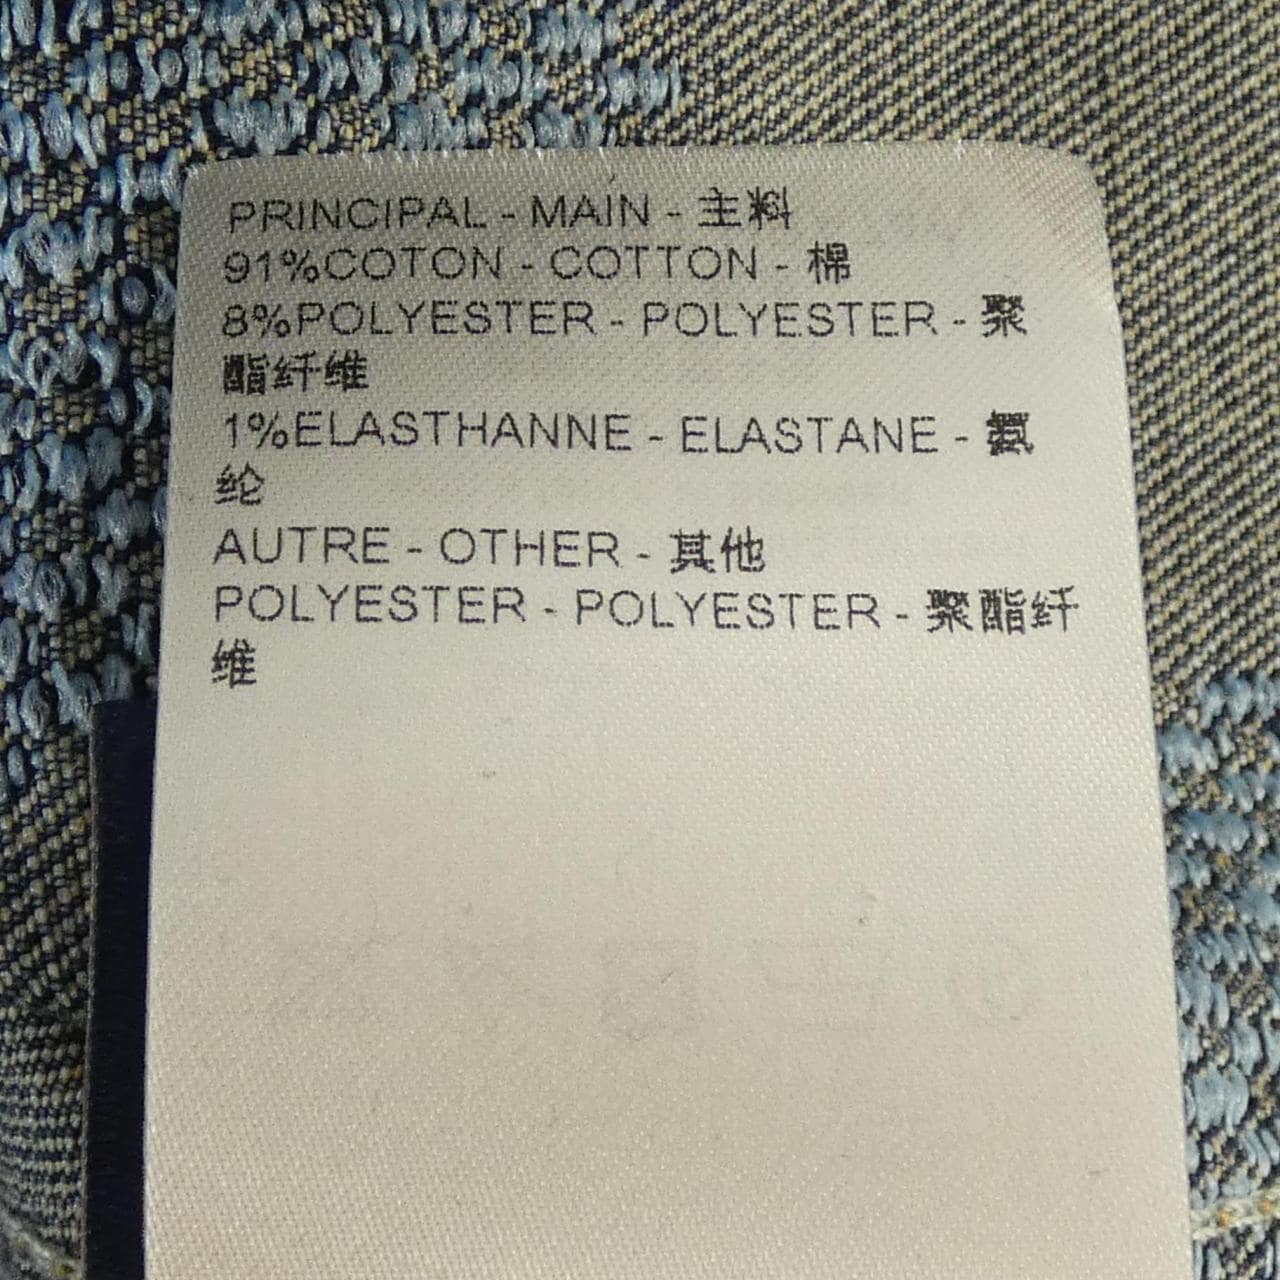 PRINCIPAL - MAIN - 主料
91%COTON - COTTON - 棉
8%POLYESTER - POLYESTER - 聚
酯纤维
1%ELASTHANNE - ELASTANE - 氨
纶
AUTRE - OTHER - 其他
POLYESTER - POLYESTER - 聚酯纤
维